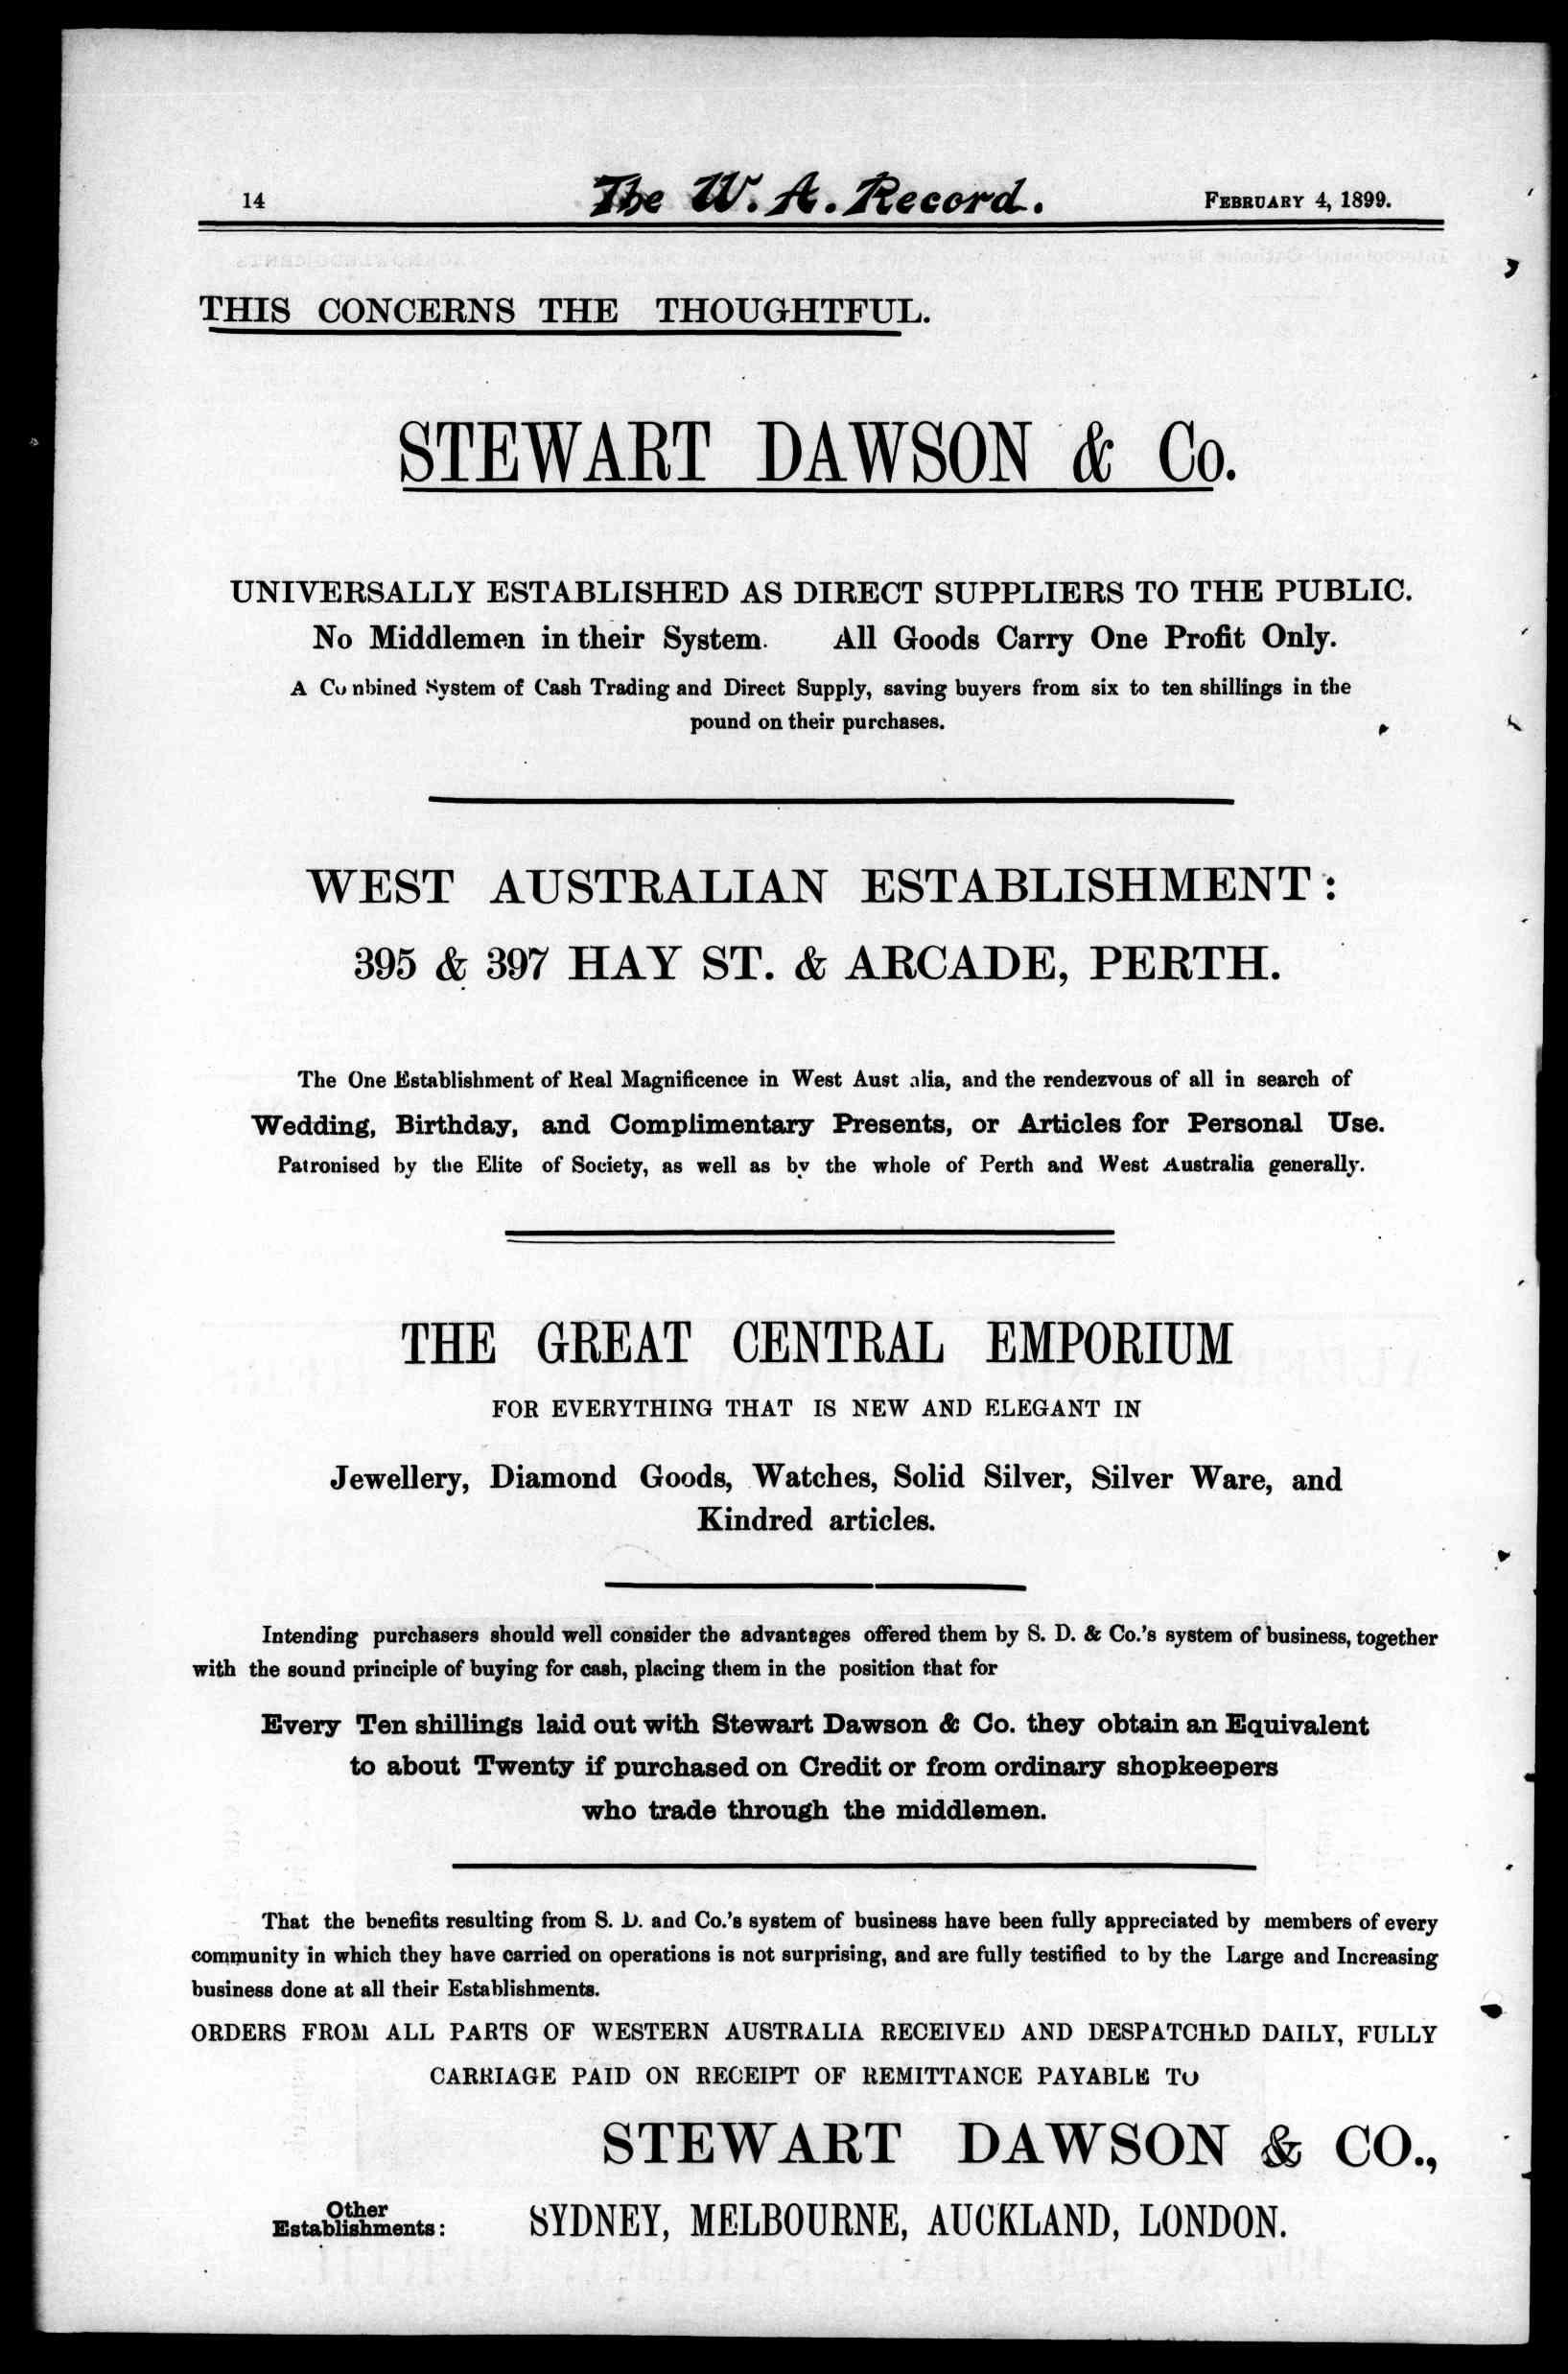 14 The W. A. Record. FEBRUARY 4, 1899.
THIS CONCERNS THE THOUGHTFUL.
STEWART DAWSON & Co.
UNIVERSALLY ESTABLISHED AS DIRECT SUPPLIERS TO THE PUBLIC.
No Middlemen in their System. All Goods Carry One Profit Only.
A Combined System of Cash Trading and Direct Supply, saving buyers from six to ten shillings in the
pound on their purchases.
WEST AUSTRALIAN ESTABLISHMENT:
395 & 397 HAY ST. & ARCADE, PERTH.
The One Establishment of Real Magnificence in West Aust alia, and the rendezvous of all in search of
Wedding, Birthday, and Complimentary Presents, or Articles for Personal Use.
Patronised by the Elite of Society, as well as by the whole of Perth and West Australia generally.
THE GREAT CENTRAL EMPORIUM
FOR EVERYTHING THAT IS NEW AND ELEGANT IN
Jewellery, Diamond Goods, Watches, Solid Silver, Silver Ware, and
Kindred articles.
Intending purchasers should well consider the advantages offered them by S. D. & Co.'s system of business, together
with the sound principle of buying for cash, placing them in the position that for
Every Ten shillings laid out with Stewart Dawson & Co. they obtain an Equivalent
to about Twenty if purchased on Credit or from ordinary shopkeepers
who trade through the middlemen.
That the benefits resulting from S. D. and Co.'s system of business have been fully appreciated by members of every
community in which they have carried on operations is not surprising, and are fully testified to by the Large and Increasing
business done at all their Establishments.
ORDERS FROM ALL PARTS OF WESTERN AUSTRALIA RECEIVED AND DESPATCHED DAILY, FULLY
CARRIAGE PAID ON RECEIPT OF REMITTANCE PAYABLE TO
STEWART DAWSON & CO.,
Other
Establishments: SYDNEY, MELBOURNE, AUCKLAND, LONDON.